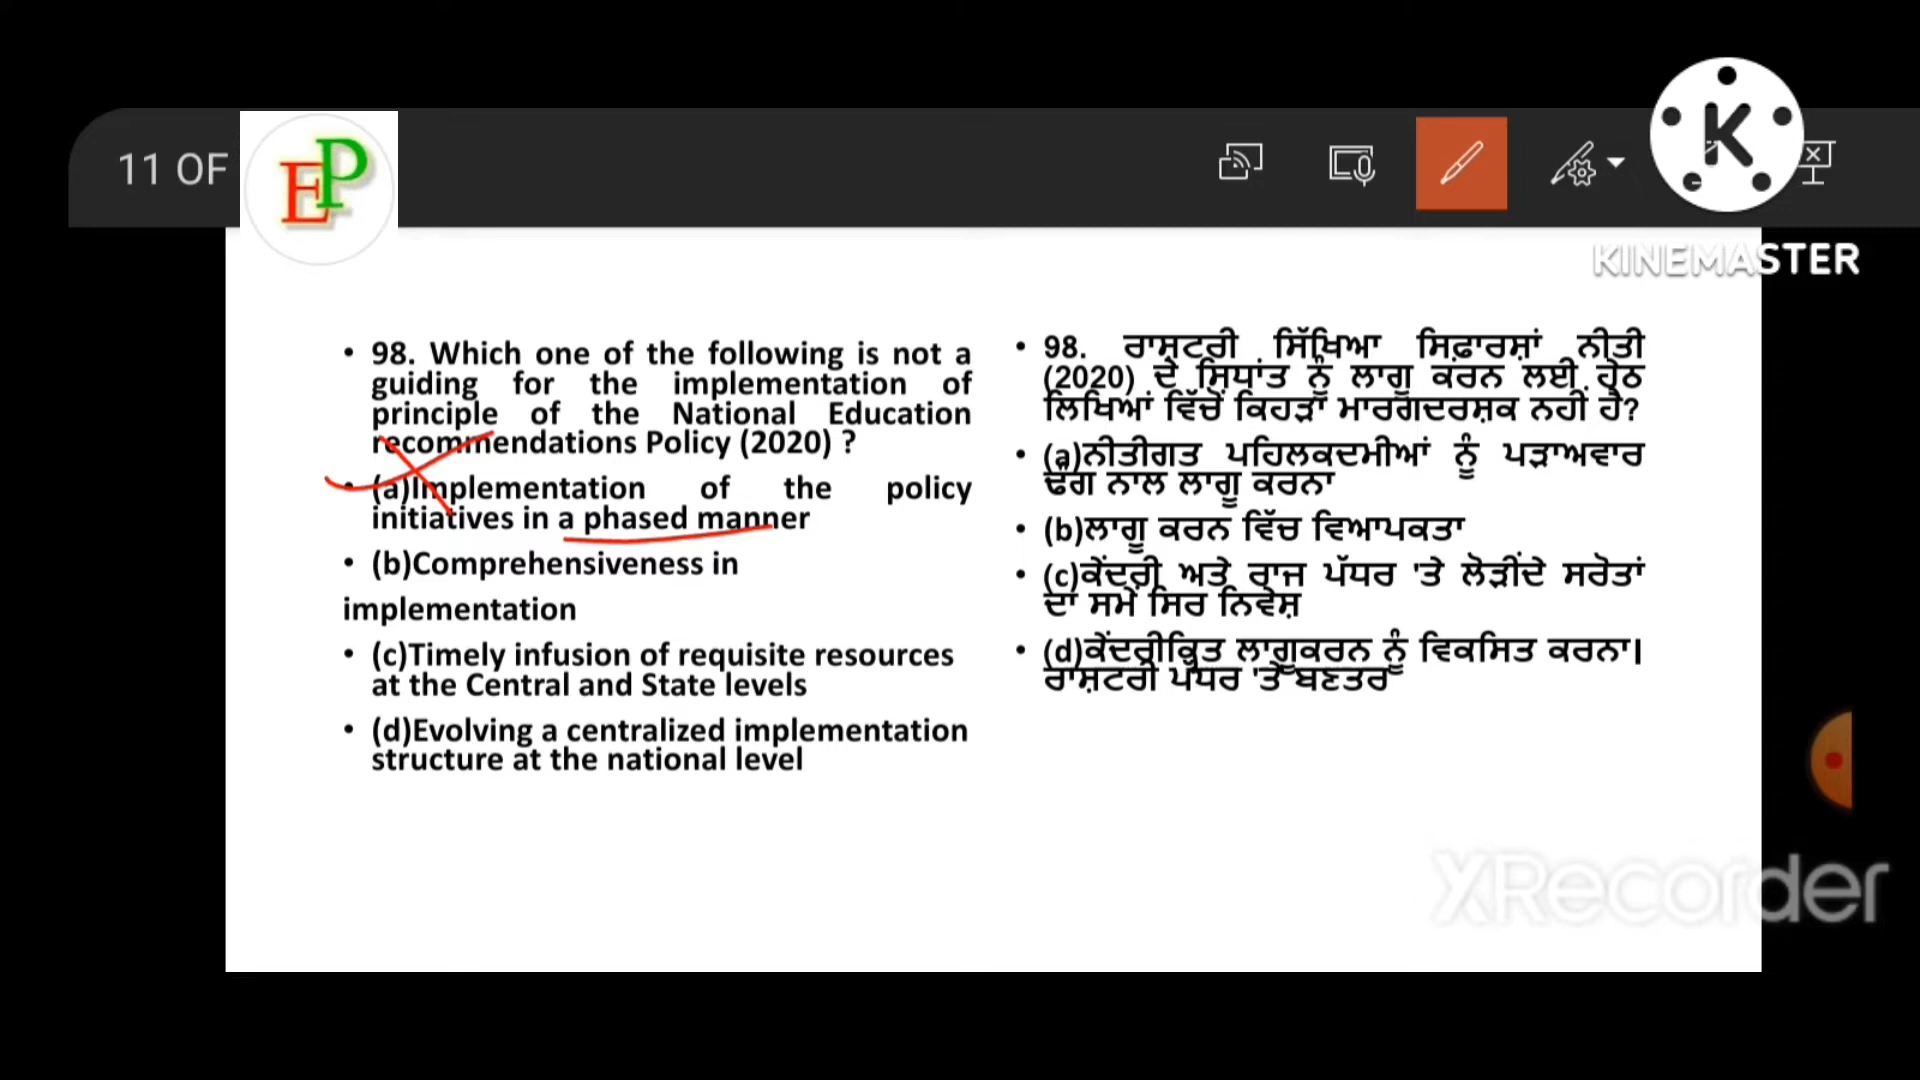 11 OF
EP
K
KINEMASTER
• 98. Which one of the following is not a
guiding for the implementation of
principle of the National Education
recommendations Policy (2020) ?
• (a)Implementation of the policy
initiatives in a phased manner
• (b)Comprehensiveness in
implementation
• (c)Timely infusion of requisite resources
at the Central and State levels
• (d)Evolving a centralized implementation
structure at the national level
• 98. ਰਾਸ਼ਟਰੀ ਸਿੱਖਿਆ ਸਿਫ਼ਾਰਸ਼ਾਂ ਨੀਤੀ
(2020) ਦੇ ਸਿਧਾਂਤ ਨੂੰ ਲਾਗੂ ਕਰਨ ਲਈ ਹੇਠ
ਲਿਖਿਆਂ ਵਿੱਚੋਂ ਕਿਹੜਾ ਮਾਰਗਦਰਸ਼ਕ ਨਹੀਂ ਹੈ?
• (a)ਨੀਤੀਗਤ ਪਹਿਲਕਦਮੀਆਂ ਨੂੰ ਪੜਾਅਵਾਰ
ਢੰਗ ਨਾਲ ਲਾਗੂ ਕਰਨਾ
• (b)ਲਾਗੂ ਕਰਨ ਵਿੱਚ ਵਿਆਪਕਤਾ
• (c)ਕੇਂਦਰੀ ਅਤੇ ਰਾਜ ਪੱਧਰ 'ਤੇ ਲੋੜੀਂਦੇ ਸਰੋਤਾਂ
ਦਾ ਸਮੇਂ ਸਿਰ ਨਿਵੇਸ਼
• (d)ਕੇਂਦਰੀਕ੍ਰਿਤ ਲਾਗੂਕਰਨ ਨੂੰ ਵਿਕਸਿਤ ਕਰਨਾ।
ਰਾਸ਼ਟਰੀ ਪੱਧਰ 'ਤੇ ਬਣਤਰ
XRecorder